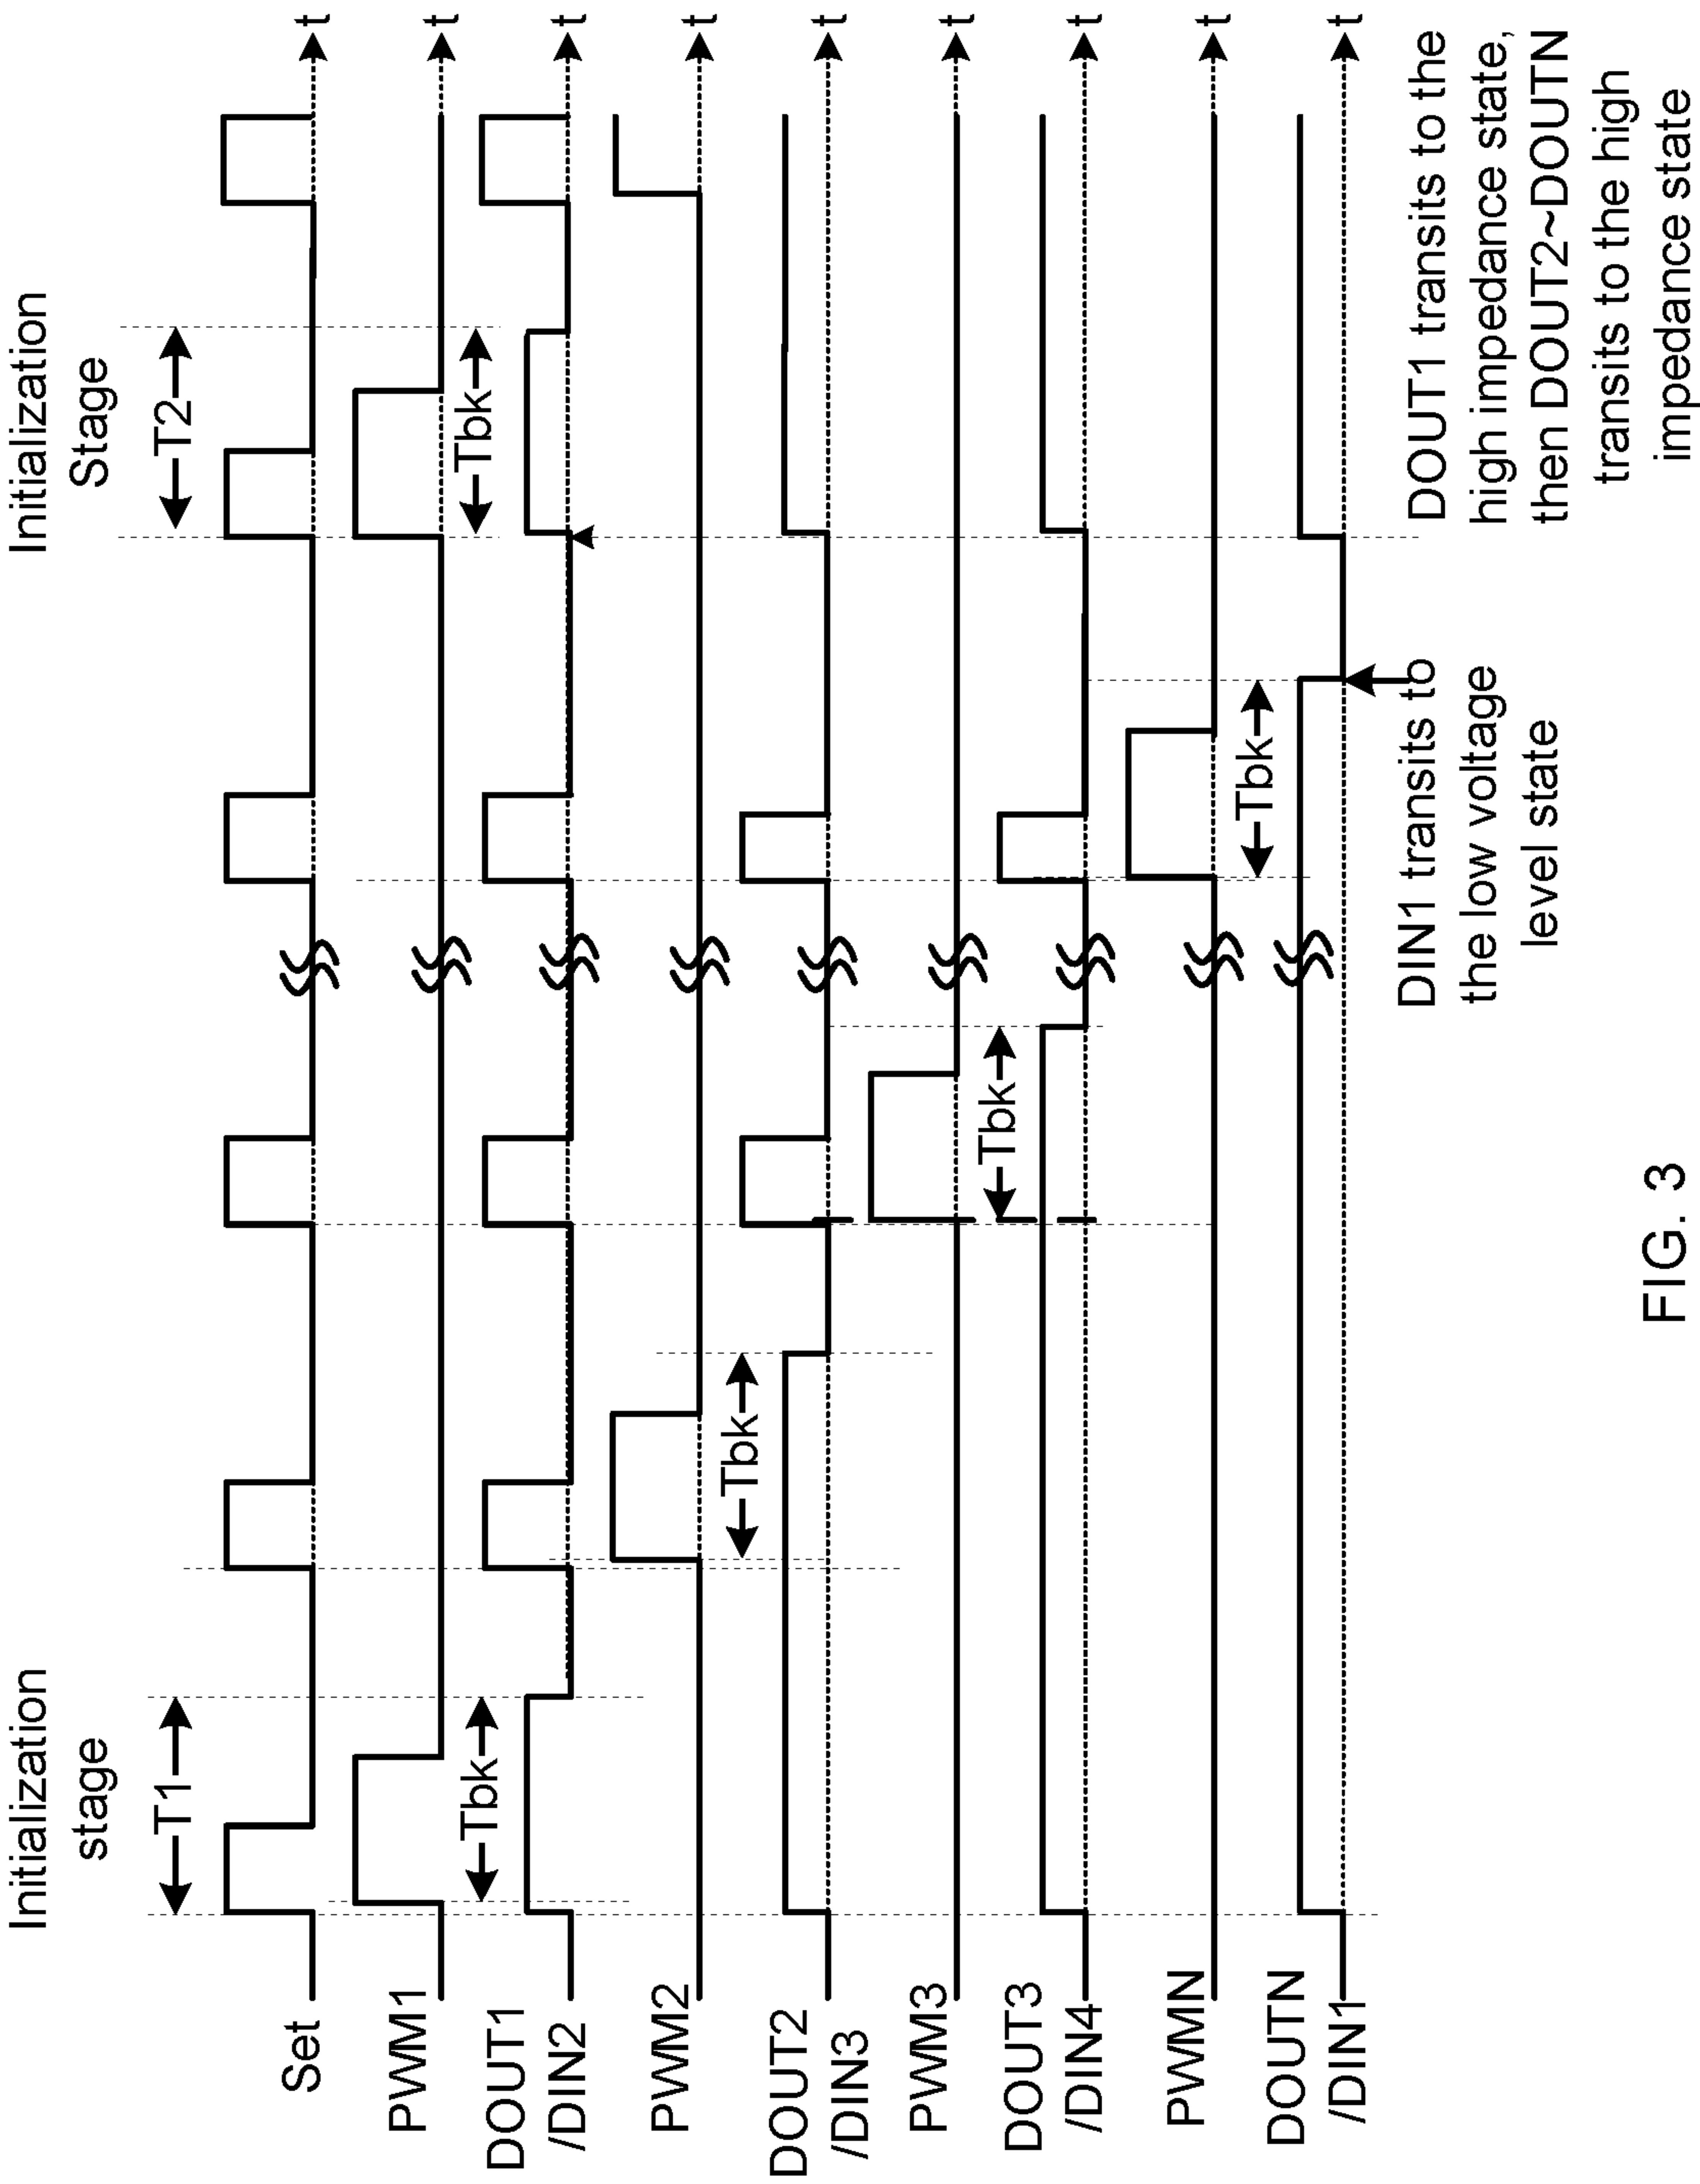 Initialization
stage
Initialization
Stage
T1
T2
Set
t
PWM1
t
Tbk
Tbk
DOUT1
/DIN2
t
PWM2
t
Tbk
DOUT2
/DIN3
t
PWM3
t
Tbk
DOUT3
/DIN4
t
PWMN
t
Tbk
DOUTN
/DIN1
t
DIN1 transits to
the low voltage
level state
DOUT1 transits to the
high impedance state,
then DOUT2~DOUTN
transits to the high
impedance state
FIG. 3